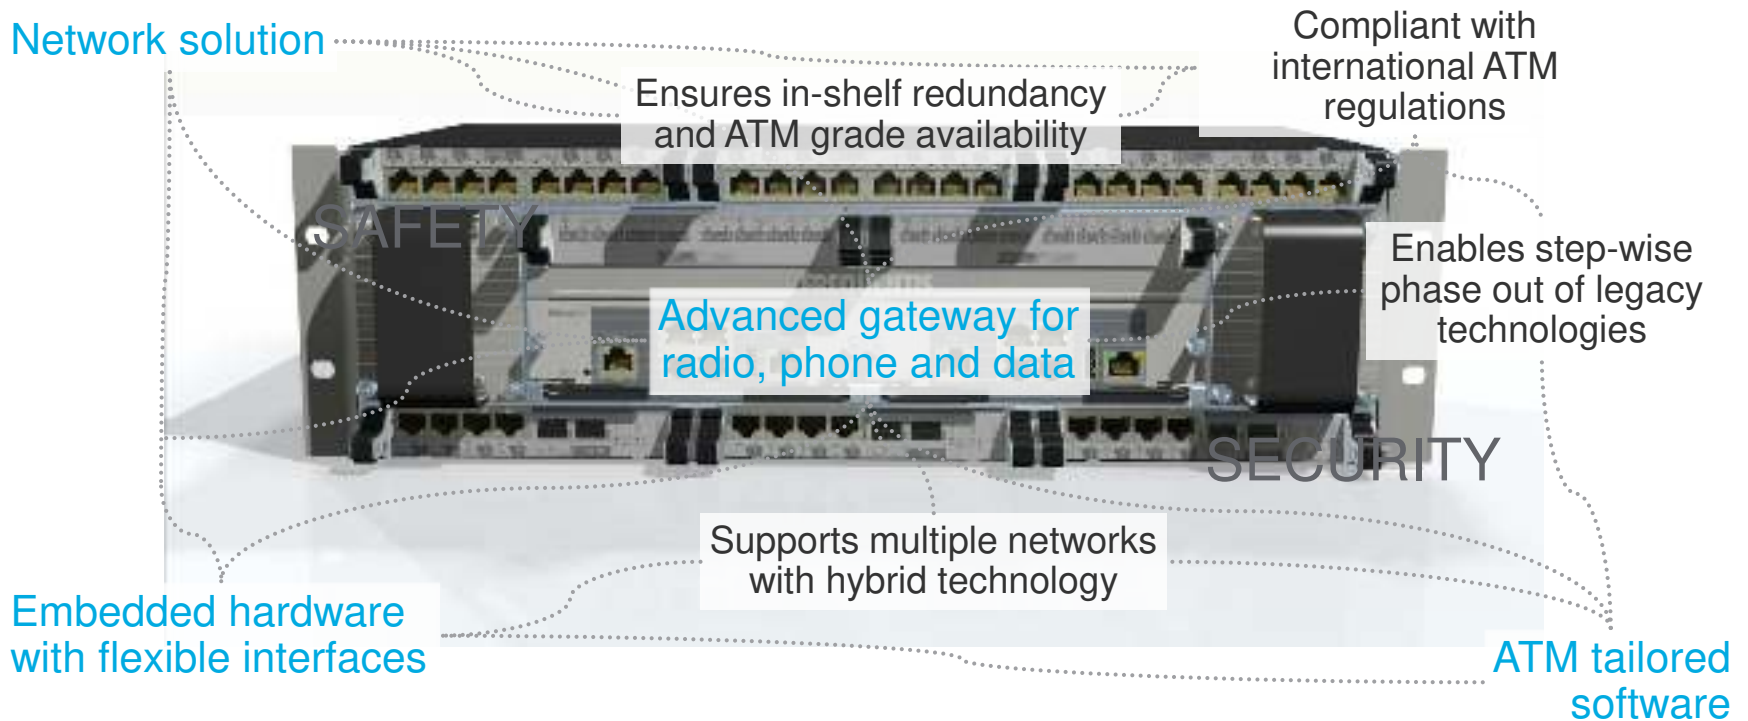 Network solution
Compliant with
international ATM
regulations
Ensures in-shelf redundancy
and ATM grade availability
SAFETY
Enables step-wise
phase out of legacy
technologies
Advanced gateway for
radio, phone and data
SECURITY
Supports multiple networks
with hybrid technology
Embedded hardware
with flexible interfaces
ATM tailored
software